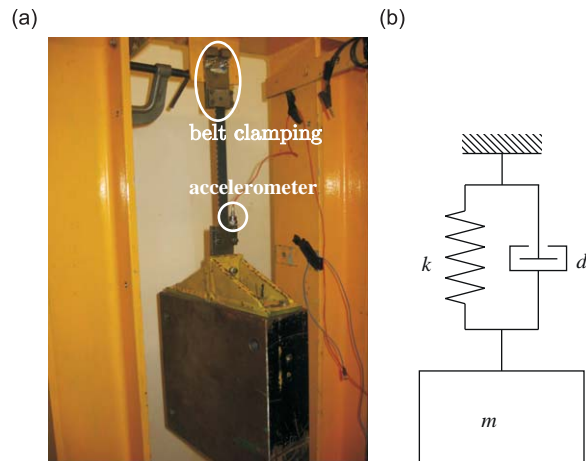 (a)
(b)
belt clamping
accelerometer
k
d
m